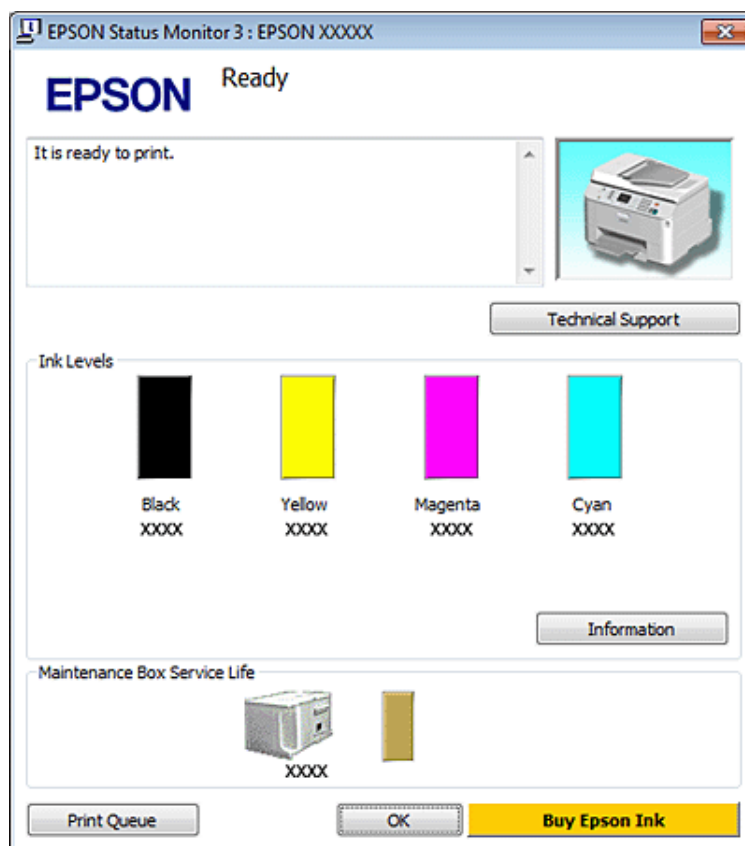 EPSON Status Monitor 3 : EPSON XXXXX
EPSON
Ready
It is ready to print.
Technical Support
Ink Levels
Black Yellow Magenta Cyan
XXXX XXXX XXXX XXXX
Information
Maintenance Box Service Life
XXXX
Print Queue OK Buy Epson Ink